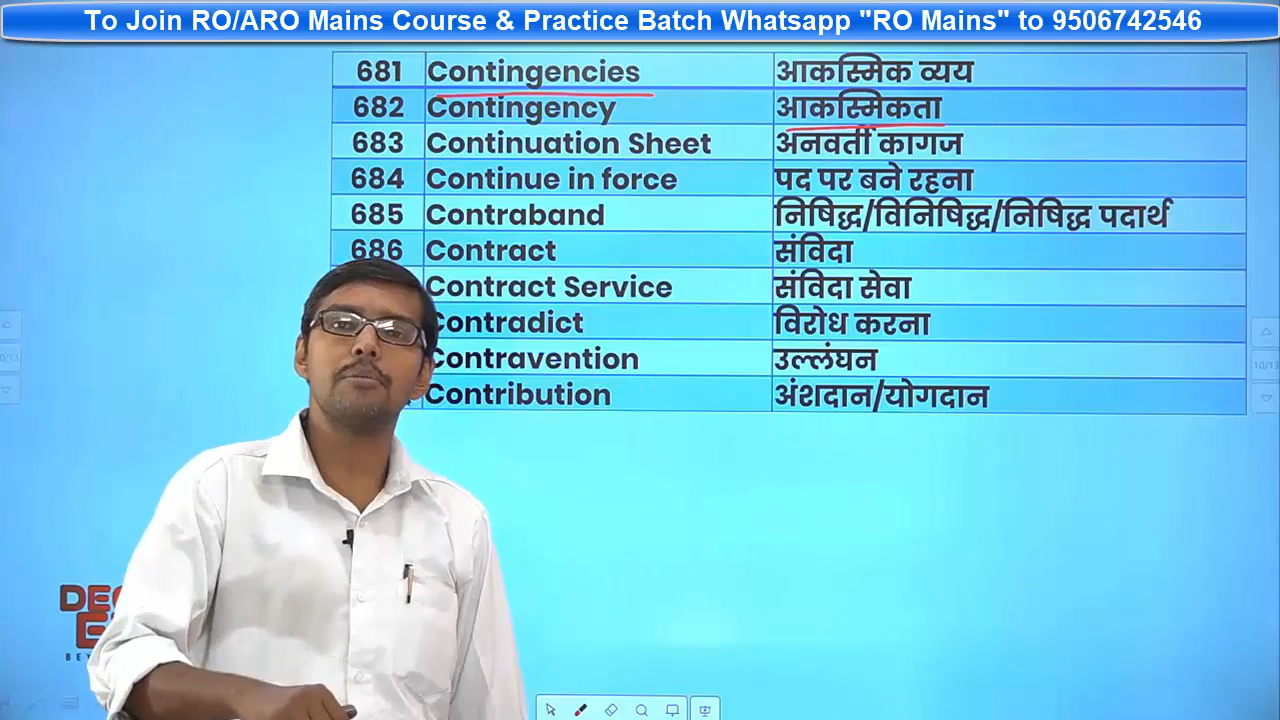 To Join RO/ARO Mains Course & Practice Batch Whatsapp "RO Mains" to 9506742546
681 Contingencies आकस्मिक व्यय
682 Contingency आकस्मिकता
683 Continuation Sheet अनवर्ती कागज
684 Continue in force पद पर बने रहना
685 Contraband निषिद्ध/विनिषिद्ध/निषिद्ध पदार्थ
686 Contract संविदा
Contract Service संविदा सेवा
Contradict विरोध करना
Contravention उल्लंघन
Contribution अंशदान/योगदान
10/13